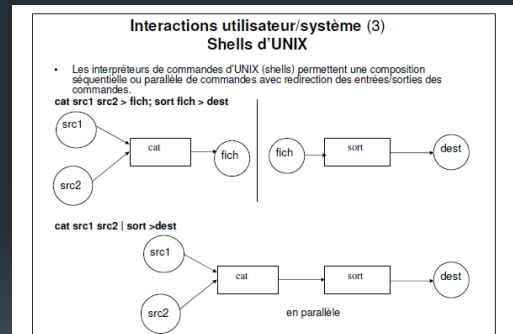 Interactions utilisateur/système (3)
Shells d'UNIX
• Les interpréteurs de commandes d'UNIX (shells) permettent une composition
séquentielle ou parallèle de commandes avec redirection des entrées/sorties des
commandes.
cat src1 src2 > fich; sort fich > dest
src1
cat
fich
src2
fich
sort
dest
cat src1 src2 | sort >dest
src1
cat
sort
dest
src2
en parallèle